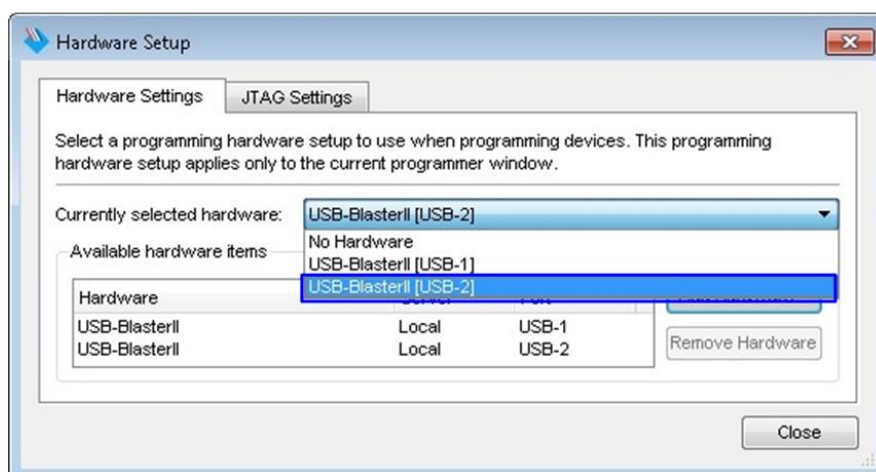 Hardware Setup
Hardware Settings
JTAG Settings
Select a programming hardware setup to use when programming devices. This programming
hardware setup applies only to the current programmer window.
Currently selected hardware:
USB-BlasterII [USB-2]
No Hardware
USB-BlasterII [USB-1]
USB-BlasterII [USB-2]
Available hardware items
Hardware
USB-BlasterII Local USB-1
USB-BlasterII Local USB-2
Remove Hardware
Close